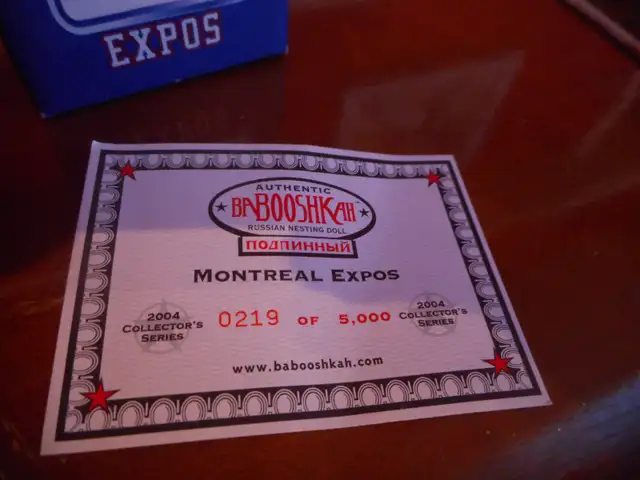 EXPOS
AUTHENTIC
BABOOSHKAH™
RUSSIAN NESTING DOLL
ПОДЛИННЫЙ
MONTREAL EXPOS
2004
COLLECTOR'S
SERIES
0219 OF 5,000
2004
COLLECTOR'S
SERIES
www.babooshkah.com